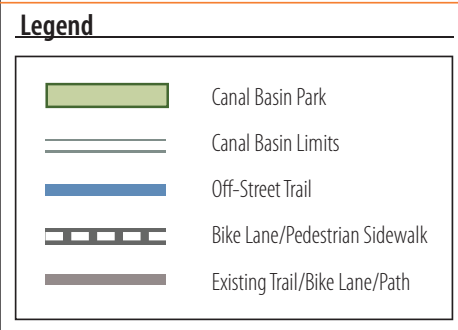 Legend
Canal Basin Park
Canal Basin Limits
Off-Street Trail
Bike Lane/Pedestrian Sidewalk
Existing Trail/Bike Lane/Path